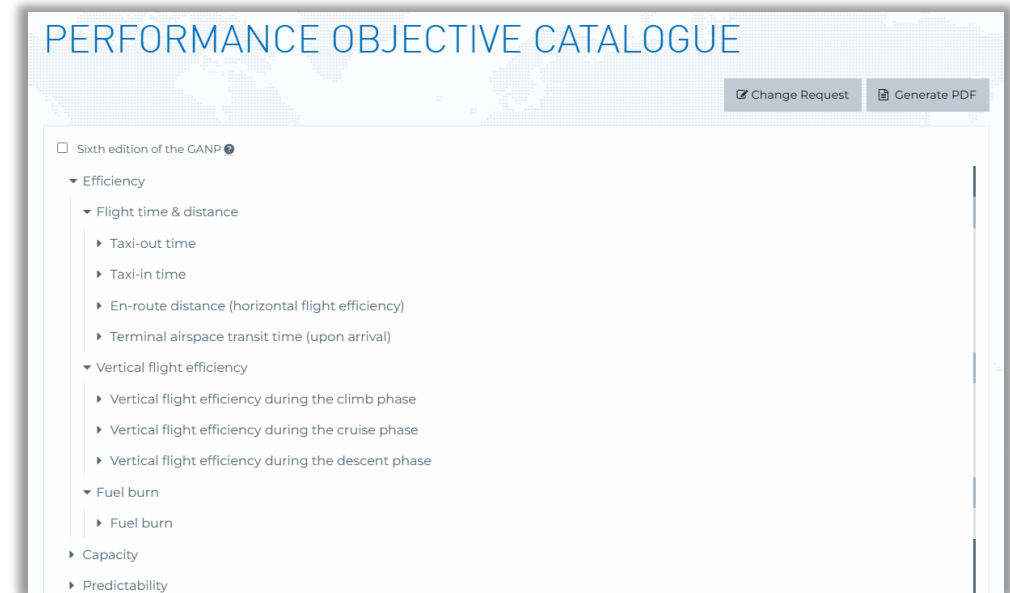 PERFORMANCE OBJECTIVE CATALOGUE
Change Request Generate PDF
Sixth edition of the GANP
Efficiency
Flight time & distance
Taxi-out time
Taxi-in time
En-route distance (horizontal flight efficiency)
Terminal airspace transit time (upon arrival)
Vertical flight efficiency
Vertical flight efficiency during the climb phase
Vertical flight efficiency during the cruise phase
Vertical flight efficiency during the descent phase
Fuel burn
Fuel burn
Capacity
Predictability